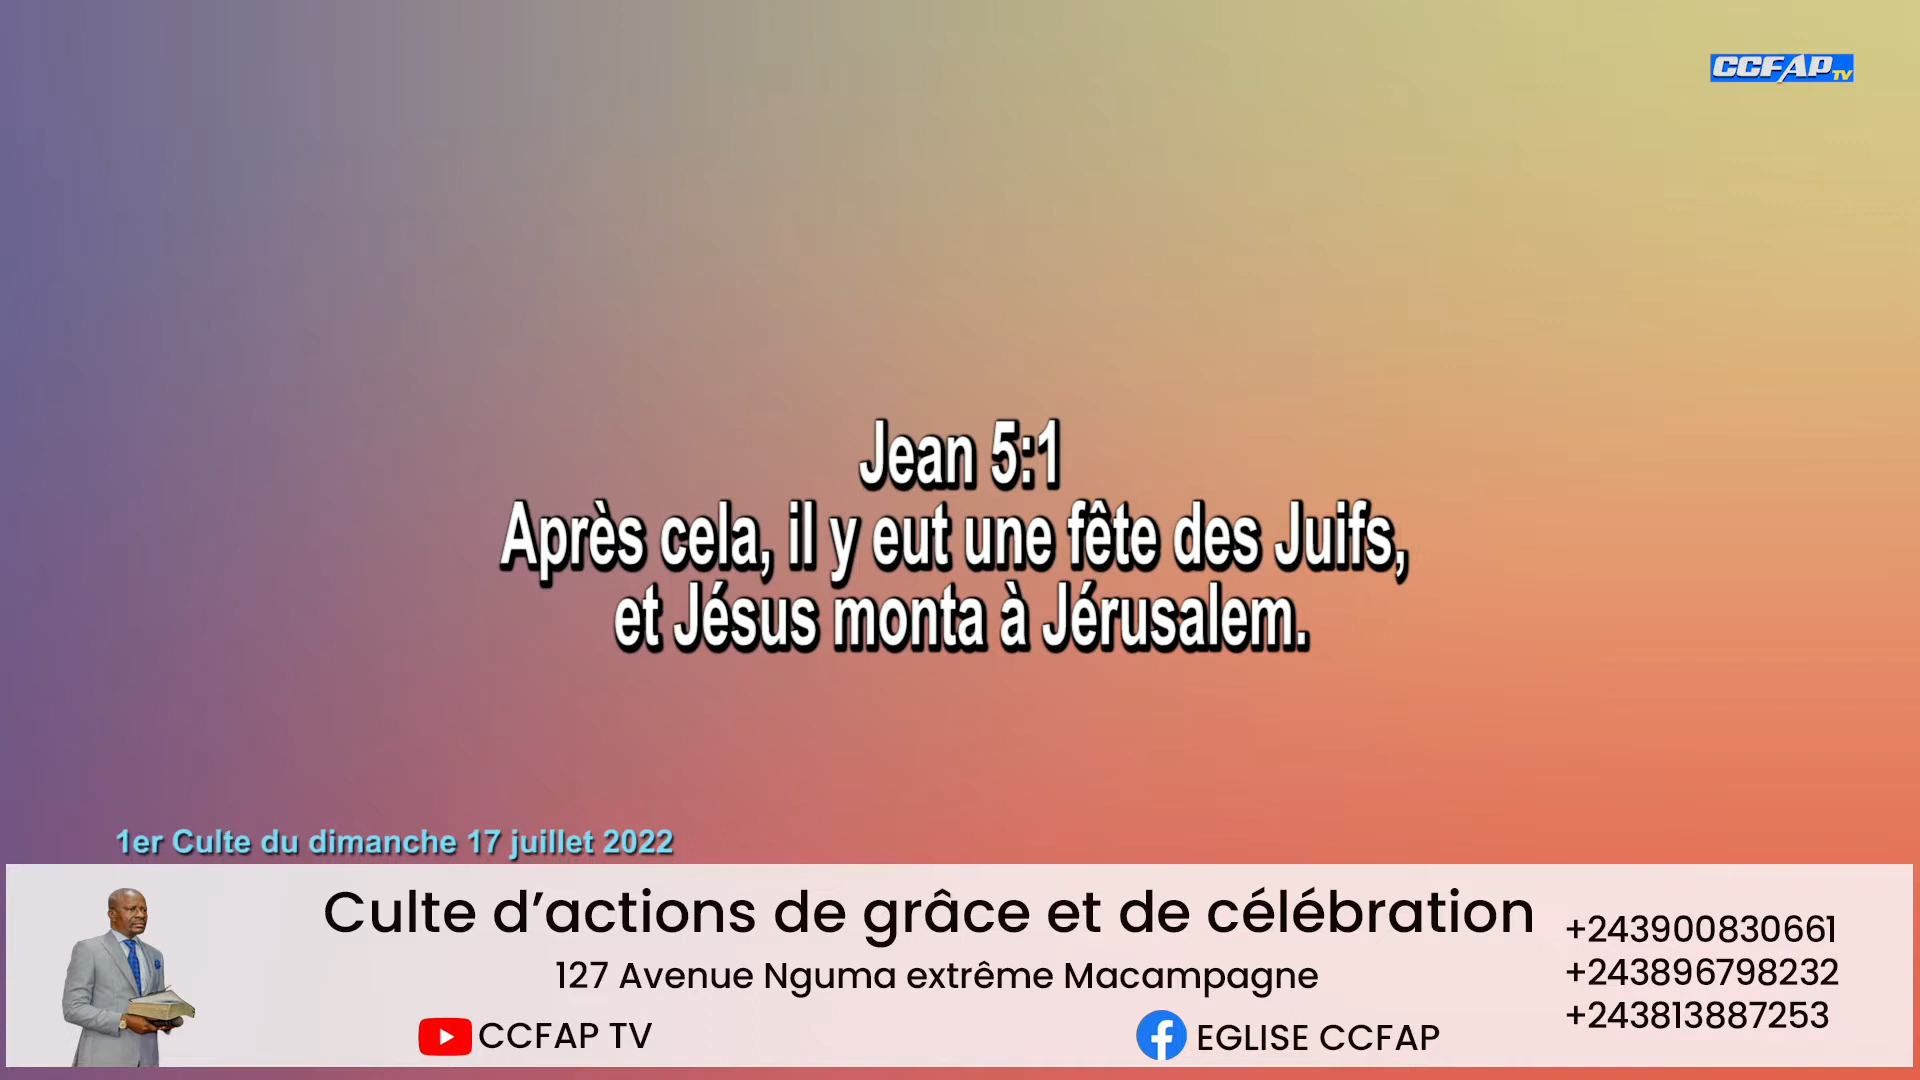 CCFAP TV
Jean 5:1
Après cela, il y eut une fête des Juifs,
et Jésus monta à Jérusalem.
1er Culte du dimanche 17 juillet 2022
Culte d’actions de grâce et de célébration
127 Avenue Nguma extrême Macampagne
CCFAP TV
EGLISE CCFAP
+243900830661
+243896798232
+243813887253